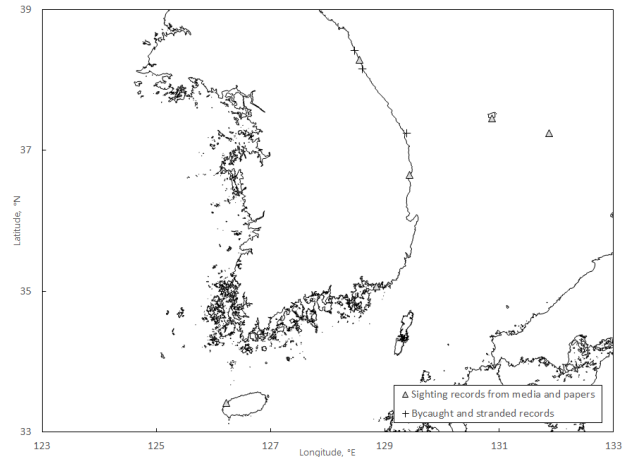 39
37
35
33
Latitude, °N
123
125
127
129
131
133
Longitude, °E
Sighting records from media and papers
Bycaught and stranded records